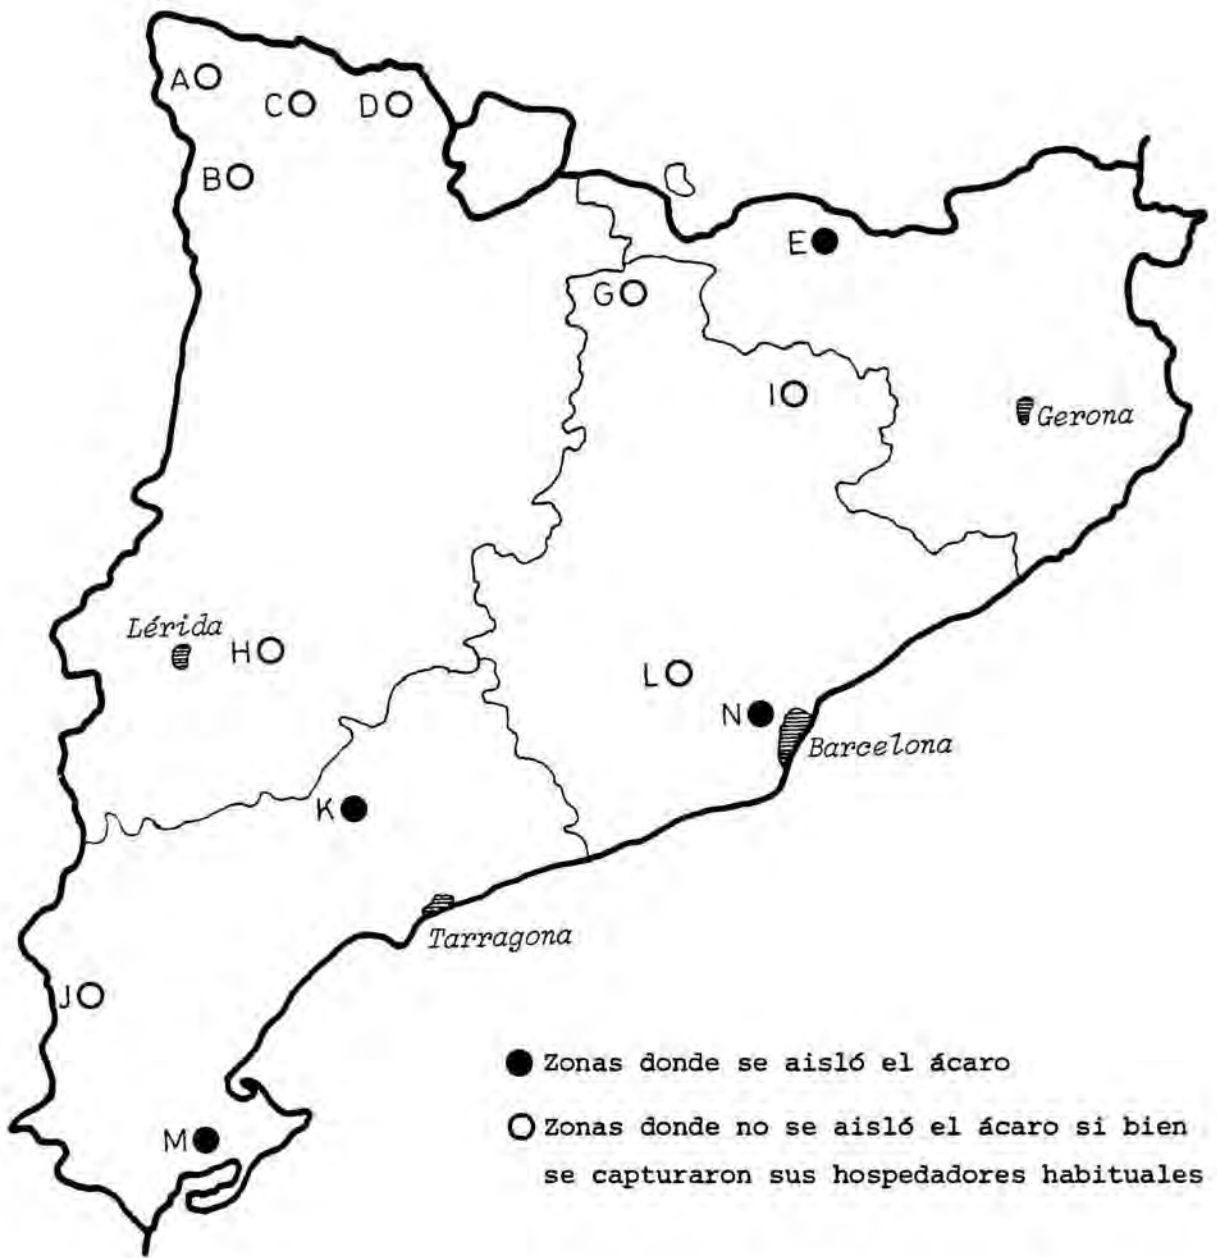 A
C
D
B
E
G
I
Gerona
Lérida
H
L
N
Barcelona
K
Tarragona
J
Zonas donde se aisló el ácaro
M
Zonas donde no se aisló el ácaro si bien
se capturaron sus hospedadores habituales